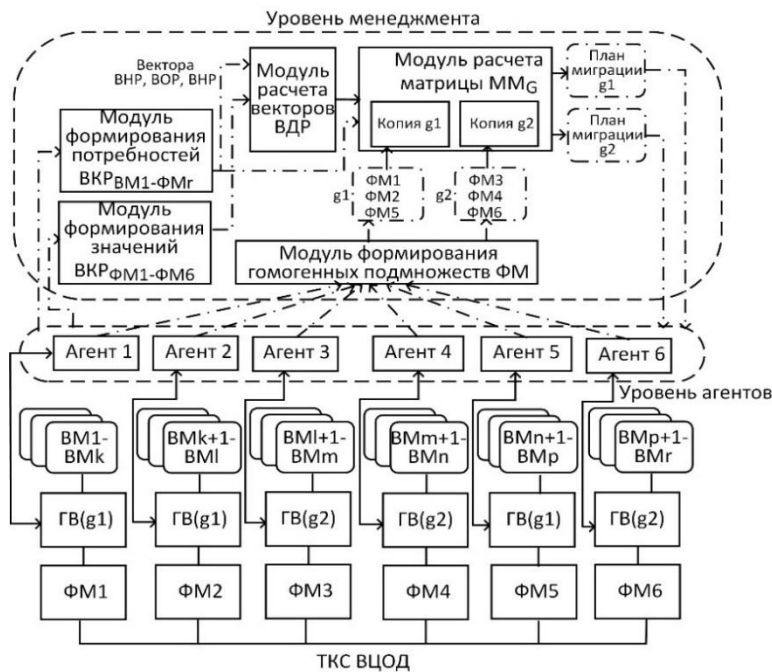 Уровень менеджмента
Вектора
ВНР, ВОР, ВНР
Модуль
расчета
векторов
ВДР
Модуль расчета
матрицы ММG
Копия g1
Копия g2
План
миграции
g1
План
миграции
g2
Модуль
формирования
потребностей
ВКРВМ1-ФМr
Модуль
формирования
значений
ВКРФМ1-ФМ6
g1
ФМ1
ФМ2
ФМ5
g2
ФМ3
ФМ4
ФМ6
Модуль формирования
гомогенных подмножеств ФМ
Агент 1
Агент 2
Агент 3
Агент 4
Агент 5
Агент 6
Уровень агентов
ВМ1-
ВМk
ВМk+1-
ВМl
ВМl+1-
ВМm
ВМm+1-
ВМn
ВМn+1-
ВМp
ВМp+1-
ВМr
ГВ(g1)
ГВ(g1)
ГВ(g2)
ГВ(g2)
ГВ(g1)
ГВ(g2)
ФМ1
ФМ2
ФМ3
ФМ4
ФМ5
ФМ6
ТКС ВЦОД